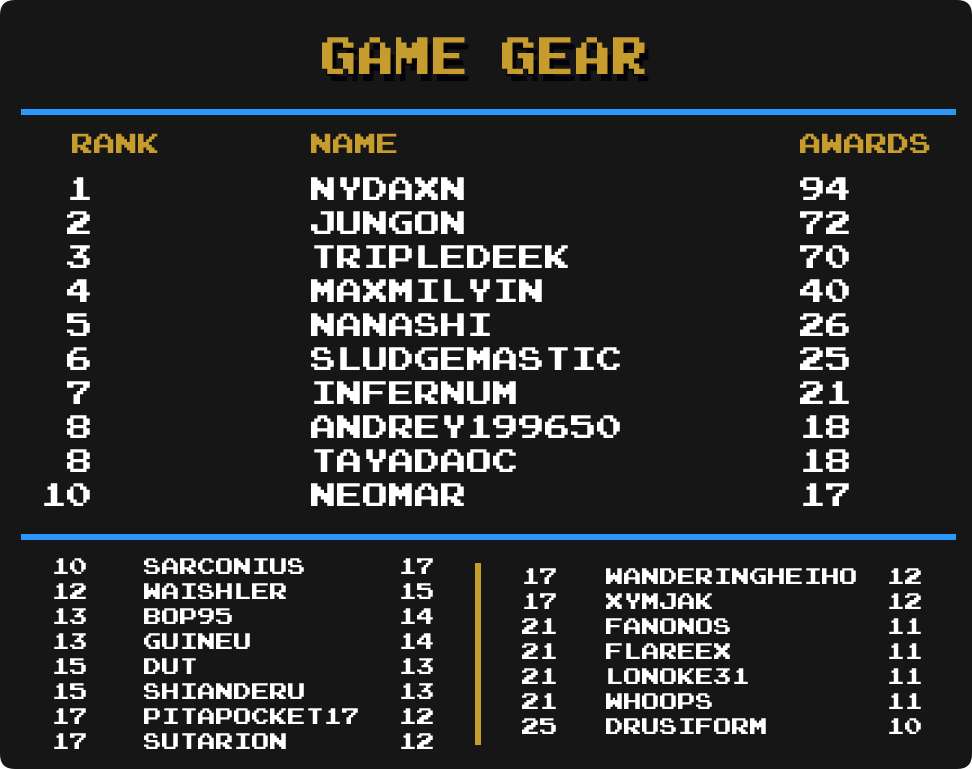 GAME GEAR
RANK NAME AWARDS
1 NYDAXN 94
2 JUNGON 72
3 TRIPLEDEEK 70
4 MAXMILYIN 40
5 NANASHI 26
6 SLUDGEMASTIC 25
7 INFERNUM 21
8 ANDREY199650 18
8 TAYADAOC 18
10 NEOMAR 17
10 SARCONIUS 17
12 WAISHLER 15
13 BOP95 14
13 GUINEU 14
15 DUT 13
15 SHIANDERU 13
17 PITAPOCKET17 12
17 SUTARION 12
17 WANDERINGHEIHO 12
17 XYMJAK 12
21 FANONOS 11
21 FLAREEX 11
21 LONOKE31 11
21 WHOOPS 11
25 DRUSIFORM 10